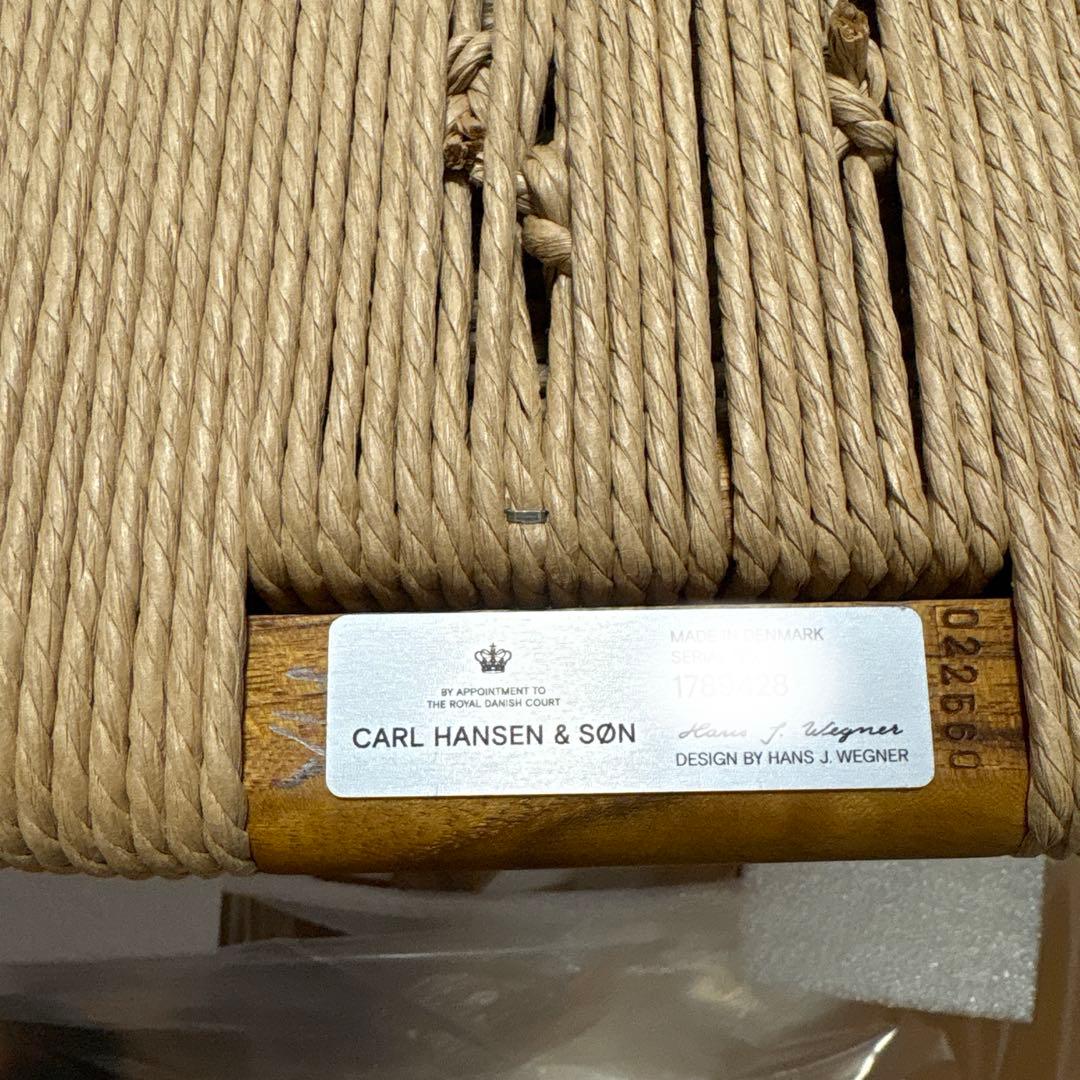 BY APPOINTMENT TO
THE ROYAL DANISH COURT
CARL HANSEN & SØN
MADE IN DENMARK
Hans J. Wegner
DESIGN BY HANS J. WEGNER
022560